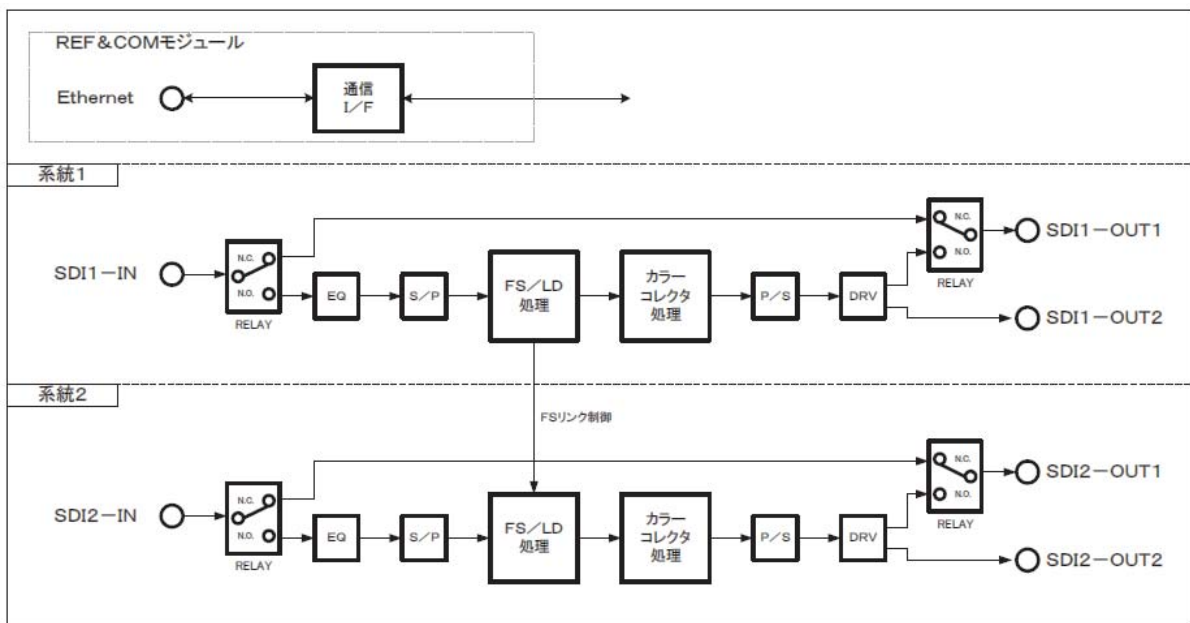 REF&COMモジュール
Ethernet
通信
I/F
系統1
SDI1-IN
N.C.
N.O.
RELAY
EQ
S/P
FS/LD
処理
カラー
コレクタ
処理
P/S
DRV
N.C.
N.O.
RELAY
SDI1-OUT1
SDI1-OUT2
系統2
FSリンク制御
SDI2-IN
N.C.
N.O.
RELAY
EQ
S/P
FS/LD
処理
カラー
コレクタ
処理
P/S
DRV
N.C.
N.O.
RELAY
SDI2-OUT1
SDI2-OUT2